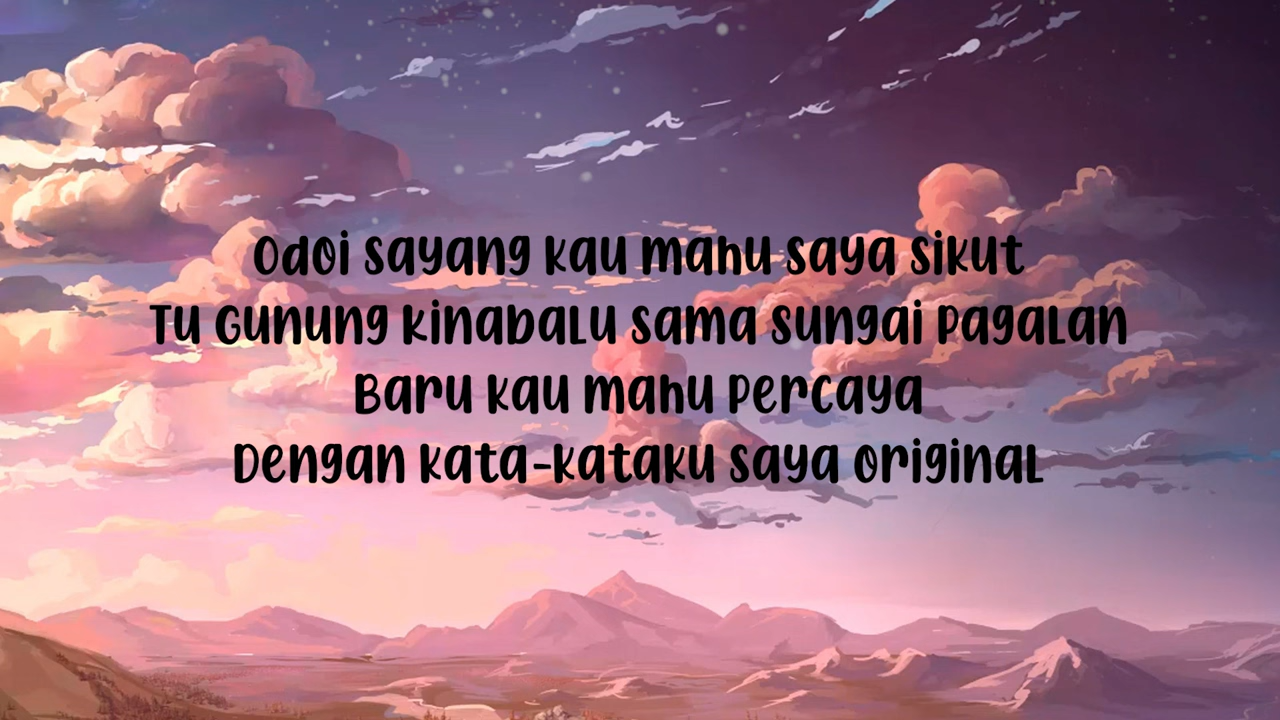 Odoi sayang kau mahu saya sikut
Tu Gunung Kinabalu sama sungai Pagalan
Baru kau mahu percaya
Dengan kata-kataku saya original